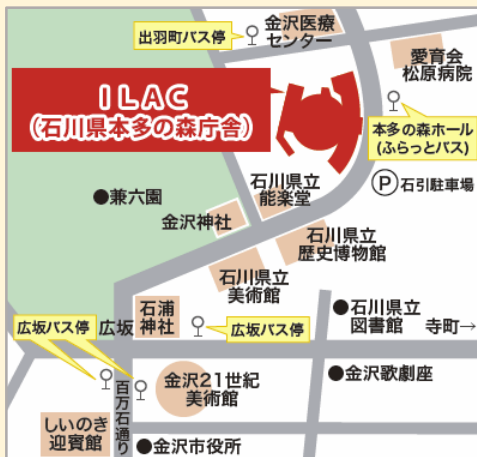 出羽町バス停
金沢医療
センター
愛育会
松原病院
ILAC
(石川県本多の森庁舎)
本多の森ホール
(ふらっとバス)
P 石引駐車場
石川県立
能楽堂
●兼六園
金沢神社
石川県立
歴史博物館
石川県立
美術館
石浦
神社
●石川県立
図書館
寺町→
広坂バス停
広坂
広坂バス停
●金沢歌劇座
金沢21世紀
美術館
百万石通り
しいのき
迎賓館
●金沢市役所